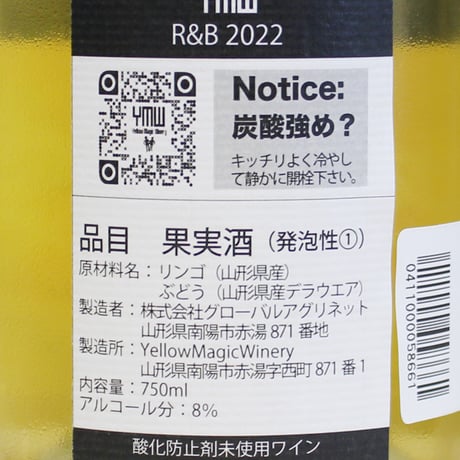 YMW
R&B 2022
YMW
Notice:
炭酸強め？
キッチリよく冷やし
て静かに開栓下さい。
品目 果実酒（発泡性①）
原材料名：リンゴ（山形県産）
ぶどう（山形県産デラウエア）
製造者：株式会社グローバルアグリネット
山形県南陽市赤湯 871 番地
製造所：YellowMagicWinery
山形県南陽市赤湯字西町 871 番 1
内容量：750ml
アルコール分：8%
酸化防止剤未使用ワイン
0411000058661